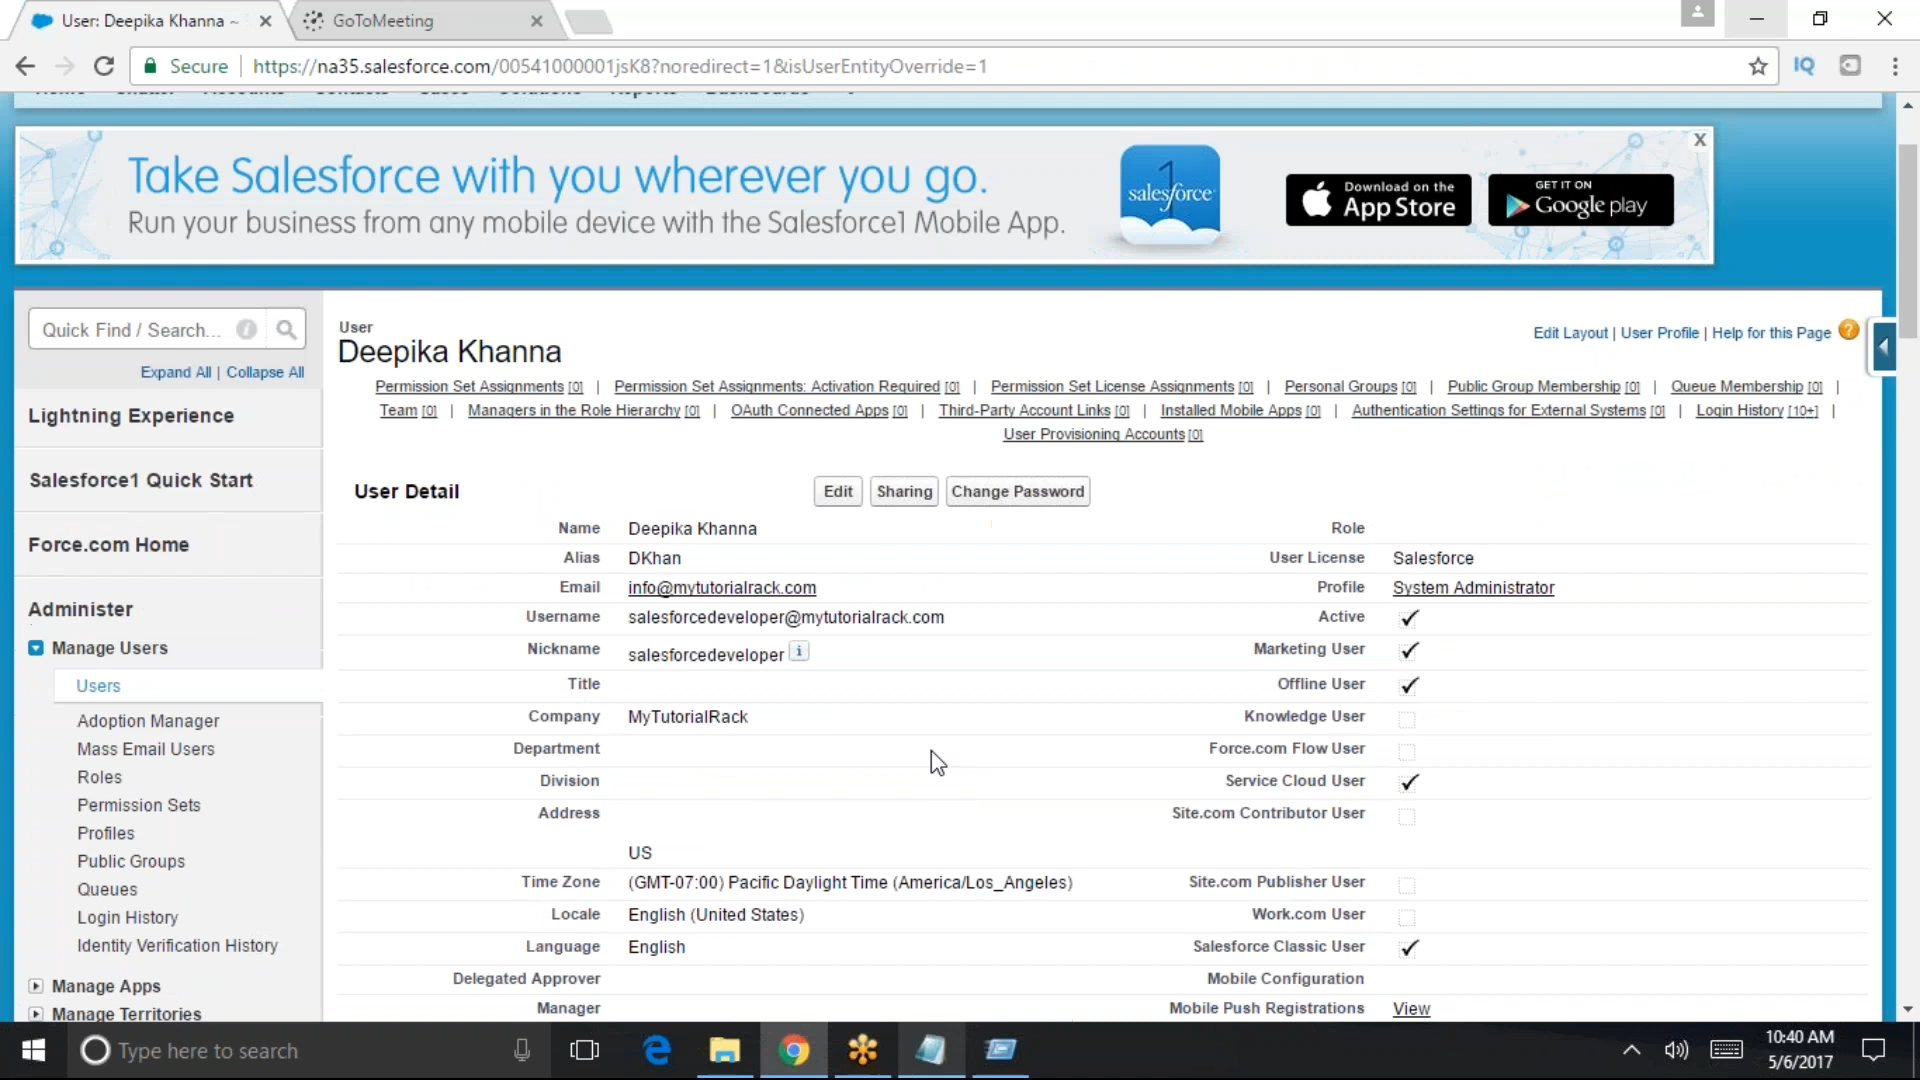 User: Deepika Khanna ~
GoToMeeting
Secure
https://na35.salesforce.com/00541000001jsK8?noredirect=1&isUserEntityOverride=1
IQ
Take Salesforce with you wherever you go.
Run your business from any mobile device with the Salesforce1 Mobile App.
1
salesforce
Download on the
App Store
GET IT ON
Google play
X
Quick Find / Search...
Expand All | Collapse All
Lightning Experience
Salesforce1 Quick Start
Force.com Home
Administer
Manage Users
Users
Adoption Manager
Mass Email Users
Roles
Permission Sets
Profiles
Public Groups
Queues
Login History
Identity Verification History
Manage Apps
Manage Territories
User
Deepika Khanna
Edit Layout | User Profile | Help for this Page ?
Permission Set Assignments [0] | Permission Set Assignments: Activation Required [0] | Permission Set License Assignments [0] | Personal Groups [0] | Public Group Membership [0] | Queue Membership [0] |
Team [0] | Managers in the Role Hierarchy [0] | OAuth Connected Apps [0] | Third-Party Account Links [0] | Installed Mobile Apps [0] | Authentication Settings for External Systems [0] | Login History [10+] |
User Provisioning Accounts [0]
User Detail
Edit
Sharing
Change Password
Name Deepika Khanna Role
Alias DKhan User License Salesforce
Email info@mytutorialrack.com Profile System Administrator
Username salesforcedeveloper@mytutorialrack.com Active
Nickname salesforcedeveloper i Marketing User
Title Offline User
Company MyTutorialRack Knowledge User
Department Force.com Flow User
Division Service Cloud User
Address Site.com Contributor User
US
Time Zone (GMT-07:00) Pacific Daylight Time (America/Los_Angeles) Site.com Publisher User
Locale English (United States) Work.com User
Language English Salesforce Classic User
Delegated Approver Mobile Configuration
Manager Mobile Push Registrations View
Type here to search
10:40 AM
5/6/2017